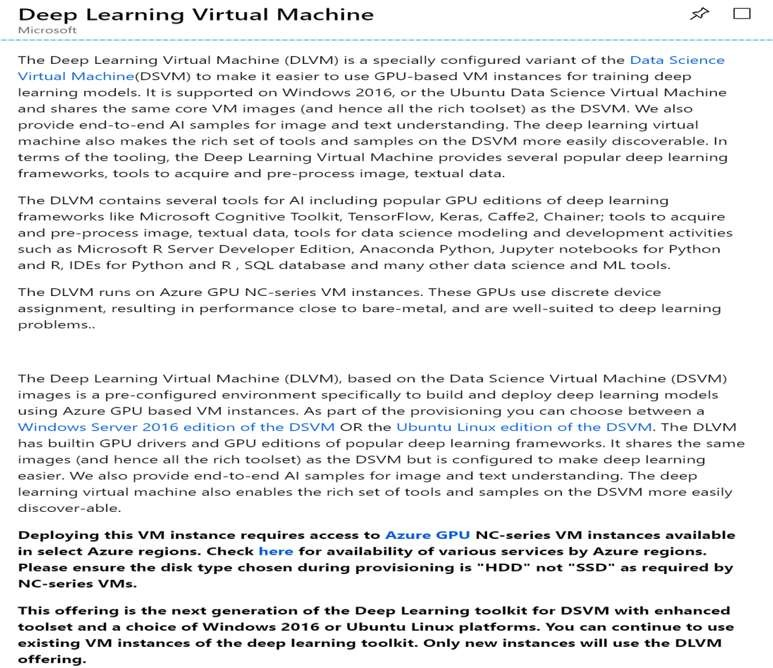 Deep Learning Virtual Machine
Microsoft
The Deep Learning Virtual Machine (DLVM) is a specially configured variant of the Data Science
Virtual Machine(DSVM) to make it easier to use GPU-based VM instances for training deep
learning models. It is supported on Windows 2016, or the Ubuntu Data Science Virtual Machine
and shares the same core VM images (and hence all the rich toolset) as the DSVM. We also
provide end-to-end AI samples for image and text understanding. The deep learning virtual
machine also makes the rich set of tools and samples on the DSVM more easily discoverable. In
terms of the tooling, the Deep Learning Virtual Machine provides several popular deep learning
frameworks, tools to acquire and pre-process image, textual data.
The DLVM contains several tools for AI including popular GPU editions of deep learning
frameworks like Microsoft Cognitive Toolkit, TensorFlow, Keras, Caffe2, Chainer; tools to acquire
and pre-process image, textual data, tools for data science modeling and development activities
such as Microsoft R Server Developer Edition, Anaconda Python, Jupyter notebooks for Python
and R, IDEs for Python and R , SQL database and many other data science and ML tools.
The DLVM runs on Azure GPU NC-series VM instances. These GPUs use discrete device
assignment, resulting in performance close to bare-metal, and are well-suited to deep learning
problems..
The Deep Learning Virtual Machine (DLVM), based on the Data Science Virtual Machine (DSVM)
images is a pre-configured environment specifically to build and deploy deep learning models
using Azure GPU based VM instances. As part of the provisioning you can choose between a
Windows Server 2016 edition of the DSVM OR the Ubuntu Linux edition of the DSVM. The DLVM
has builtin GPU drivers and GPU editions of popular deep learning frameworks. It shares the same
images (and hence all the rich toolset) as the DSVM but is configured to make deep learning
easier. We also provide end-to-end AI samples for image and text understanding. The deep
learning virtual machine also enables the rich set of tools and samples on the DSVM more easily
discover-able.
Deploying this VM instance requires access to Azure GPU NC-series VM instances available
in select Azure regions. Check here for availability of various services by Azure regions.
Please ensure the disk type chosen during provisioning is "HDD" not "SSD" as required by
NC-series VMs.
This offering is the next generation of the Deep Learning toolkit for DSVM with enhanced
toolset and a choice of Windows 2016 or Ubuntu Linux platforms. You can continue to use
existing VM instances of the deep learning toolkit. Only new instances will use the DLVM
offering.